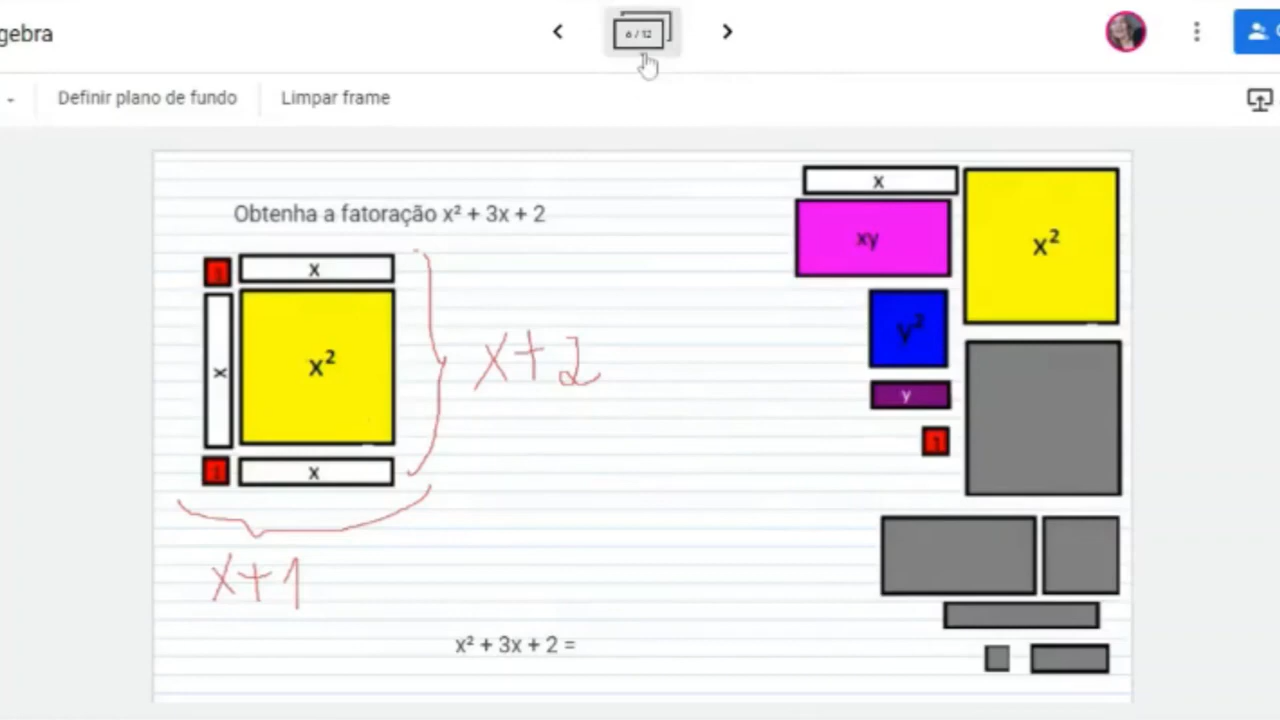 gebra
6 / 12
Definir plano de fundo
Limpar frame
Obtenha a fatoração x² + 3x + 2
1
x
x
x²
1
x
x + 2
x + 1
x² + 3x + 2 =
x
xy
x²
y²
y
1